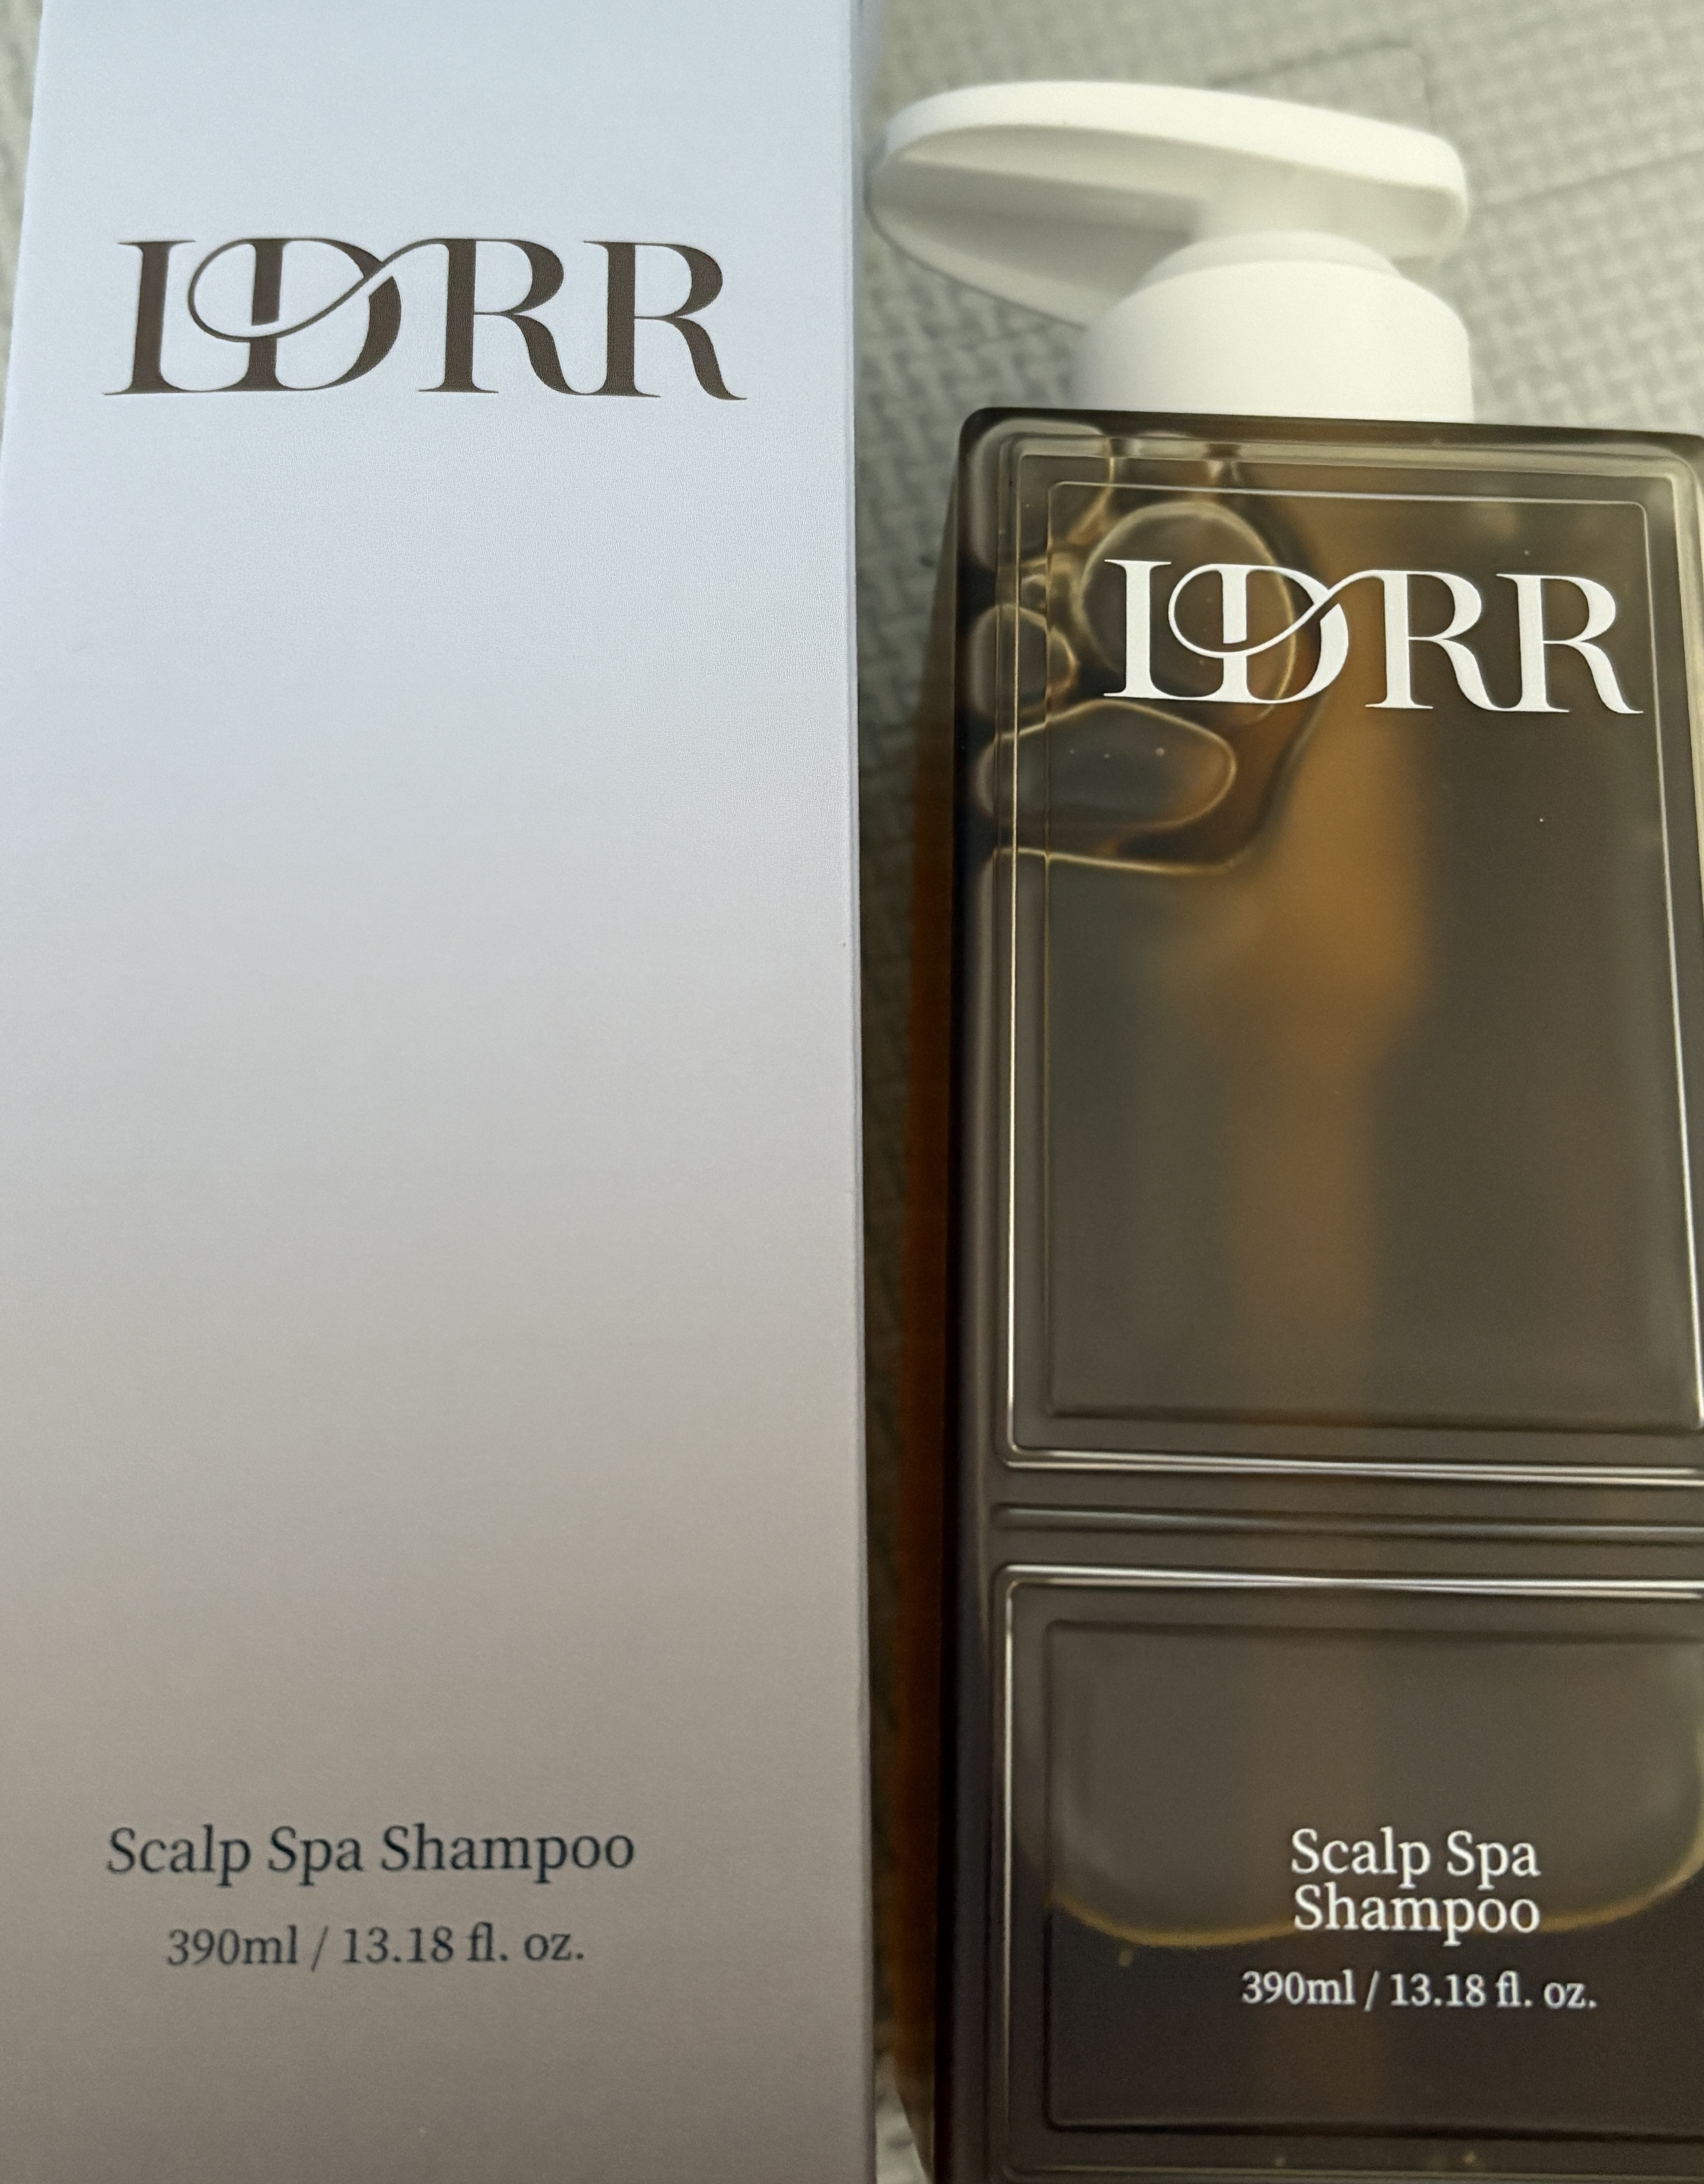 LDRR
Scalp Spa Shampoo
390ml / 13.18 fl. oz.
LDRR
Scalp Spa
Shampoo
390ml / 13.18 fl. oz.